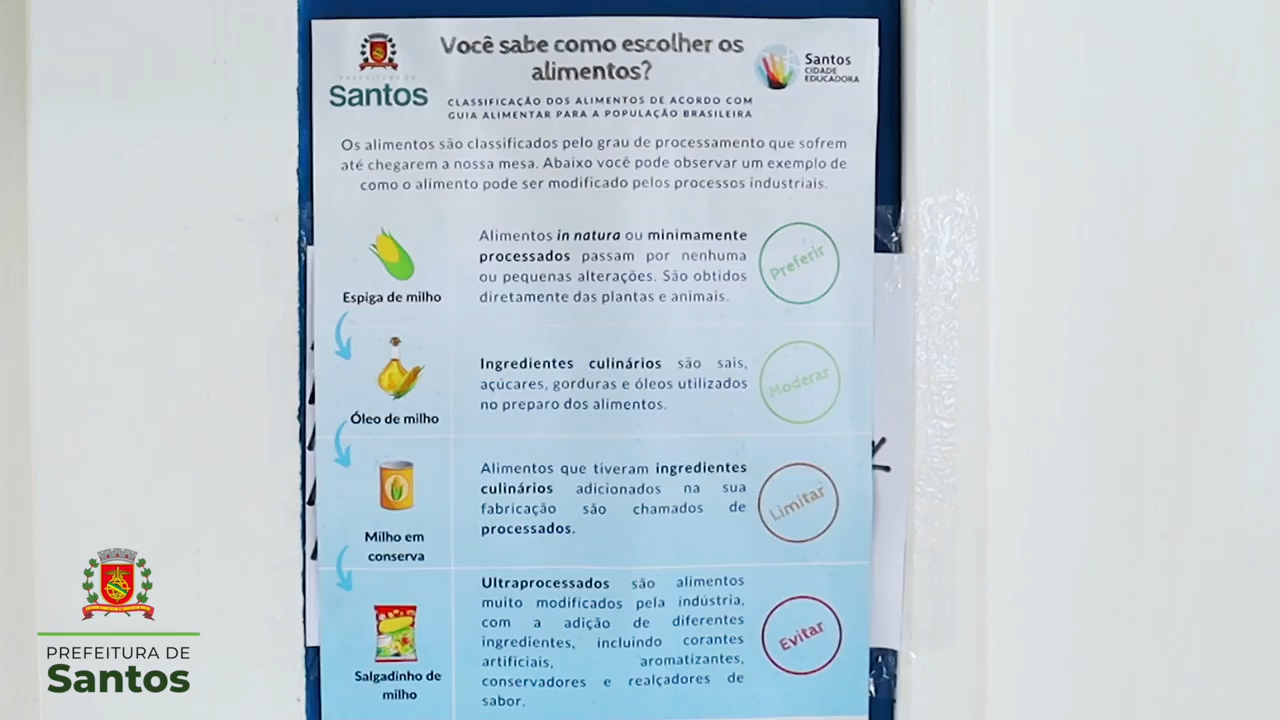 Você sabe como escolher os
alimentos?
PREFEITURA DE
Santos
Santos
CIDADE
EDUCADORA
CLASSIFICAÇÃO DOS ALIMENTOS DE ACORDO COM
GUIA ALIMENTAR PARA A POPULAÇÃO BRASILEIRA
Os alimentos são classificados pelo grau de processamento que sofrem
até chegarem a nossa mesa. Abaixo você pode observar um exemplo de
como o alimento pode ser modificado pelos processos industriais.
Espiga de milho
Alimentos in natura ou minimamente
processados passam por nenhuma
ou pequenas alterações. São obtidos
diretamente das plantas e animais.
Preferir
Óleo de milho
Ingredientes culinários são sais,
açúcares, gorduras e óleos utilizados
no preparo dos alimentos.
Moderar
Milho em
conserva
Alimentos que tiveram ingredientes
culinários adicionados na sua
fabricação são chamados de
processados.
Limitar
Salgadinho de
milho
Ultraprocessados são alimentos
muito modificados pela indústria,
com a adição de diferentes
ingredientes, incluindo corantes
artificiais, aromatizantes,
conservadores e realçadores de
sabor.
Evitar
PREFEITURA DE
Santos